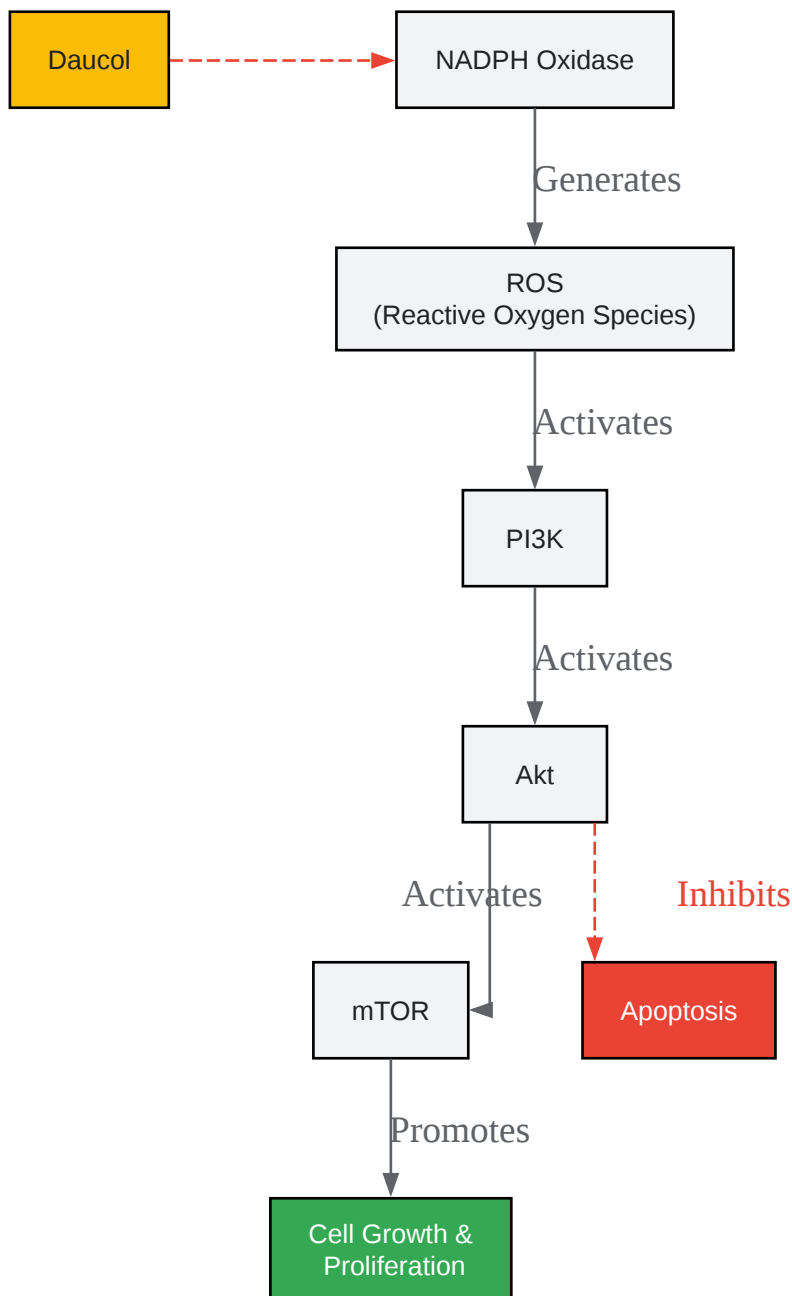 Daucol
NADPH Oxidase
Generates
ROS
(Reactive Oxygen Species)
Activates
PI3K
Activates
Akt
Activates
Inhibits
mTOR
Apoptosis
Promotes
Cell Growth &
Proliferation